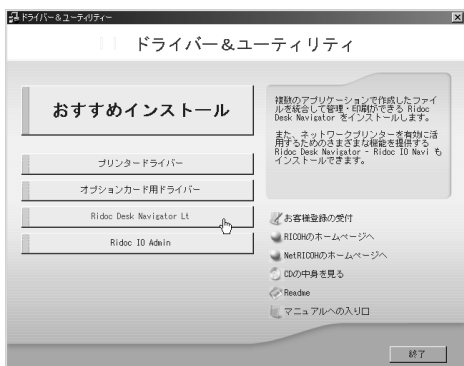 ドライバー&ユーティリティー
ドライバー&ユーティリティ
おすすめインストール
プリンタードライバー
オプションカード用ドライバー
Ridoc Desk Navigator Lt
Ridoc IO Admin
複数のアプリケーションで作成したファイ
ルを統合して管理・印刷ができる Ridoc
Desk Navigator をインストールします。
また、ネットワークプリンターを有効に活
用するためのさまざまな機能を提供する
Ridoc Desk Navigator - Ridoc IO Navi も
インストールできます。
お客様登録の受付
RICOHのホームページへ
NetRICOHのホームページへ
CDの中身を見る
Readme
マニュアルへの入り口
終了